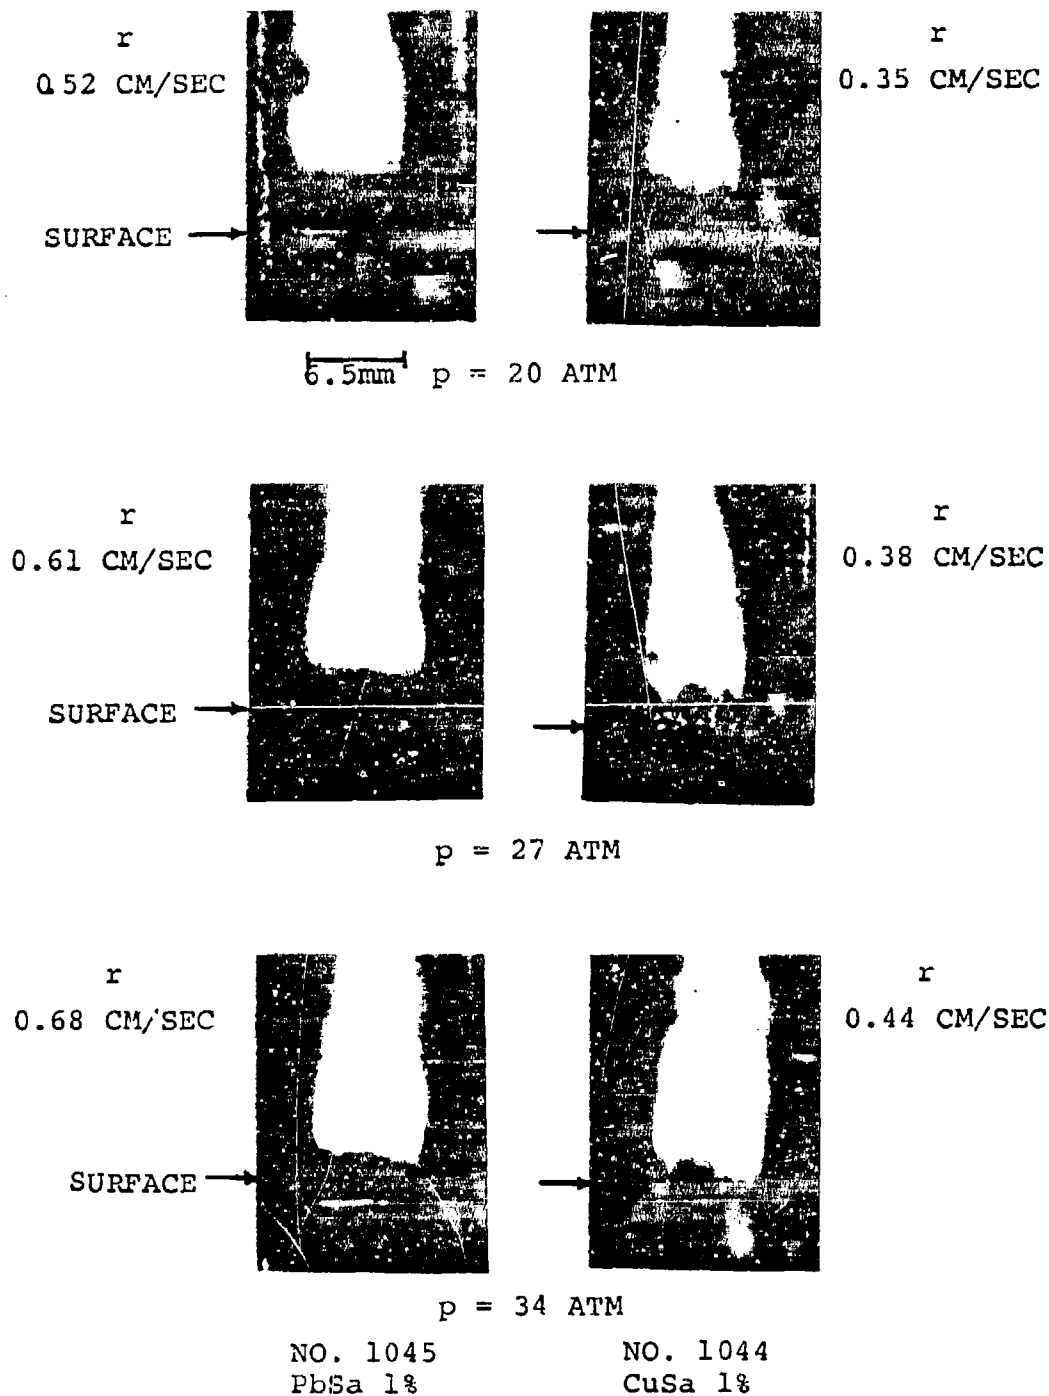 r
r
0.52 CM/SEC
0.35 CM/SEC
SURFACE
6.5mm p = 20 ATM
r
r
0.61 CM/SEC
0.38 CM/SEC
SURFACE
p = 27 ATM
r
r
0.68 CM/SEC
0.44 CM/SEC
SURFACE
p = 34 ATM
NO. 1045
NO. 1044
PbSa 1%
CuSa 1%